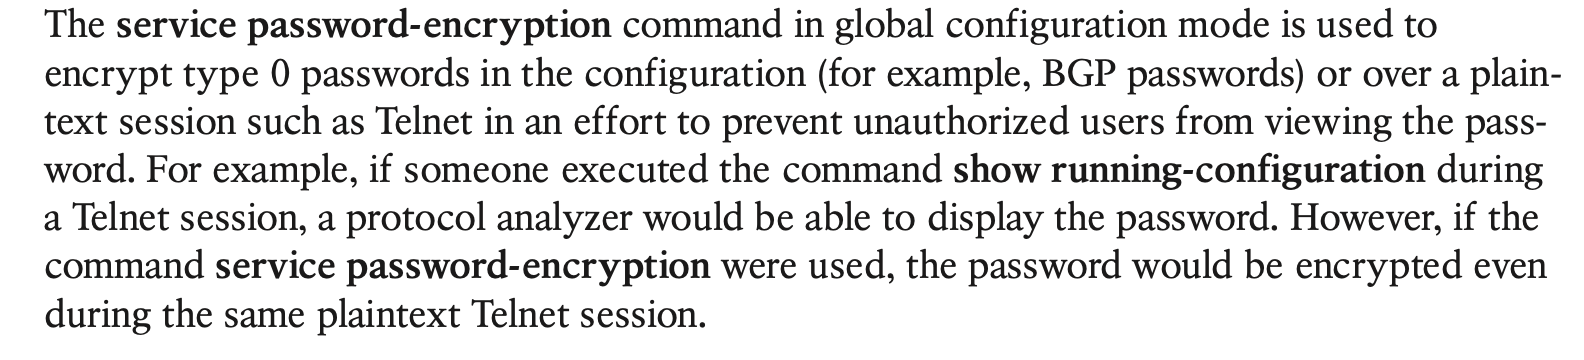 The service password-encryption command in global configuration mode is used to
encrypt type 0 passwords in the configuration (for example, BGP passwords) or over a plain-
text session such as Telnet in an effort to prevent unauthorized users from viewing the pass-
word. For example, if someone executed the command show running-configuration during
a Telnet session, a protocol analyzer would be able to display the password. However, if the
command service password-encryption were used, the password would be encrypted even
during the same plaintext Telnet session.